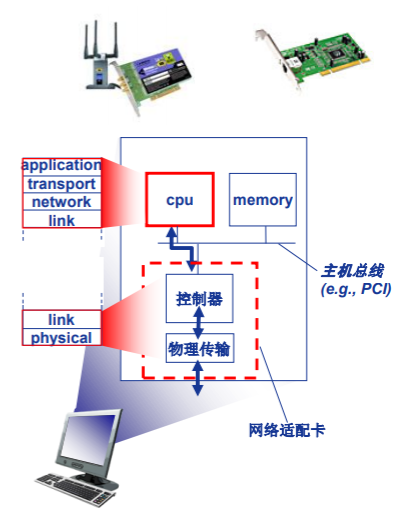 application
transport
network
link
cpu
memory
主机总线
(e.g., PCI)
控制器
link
physical
物理传输
网络适配卡